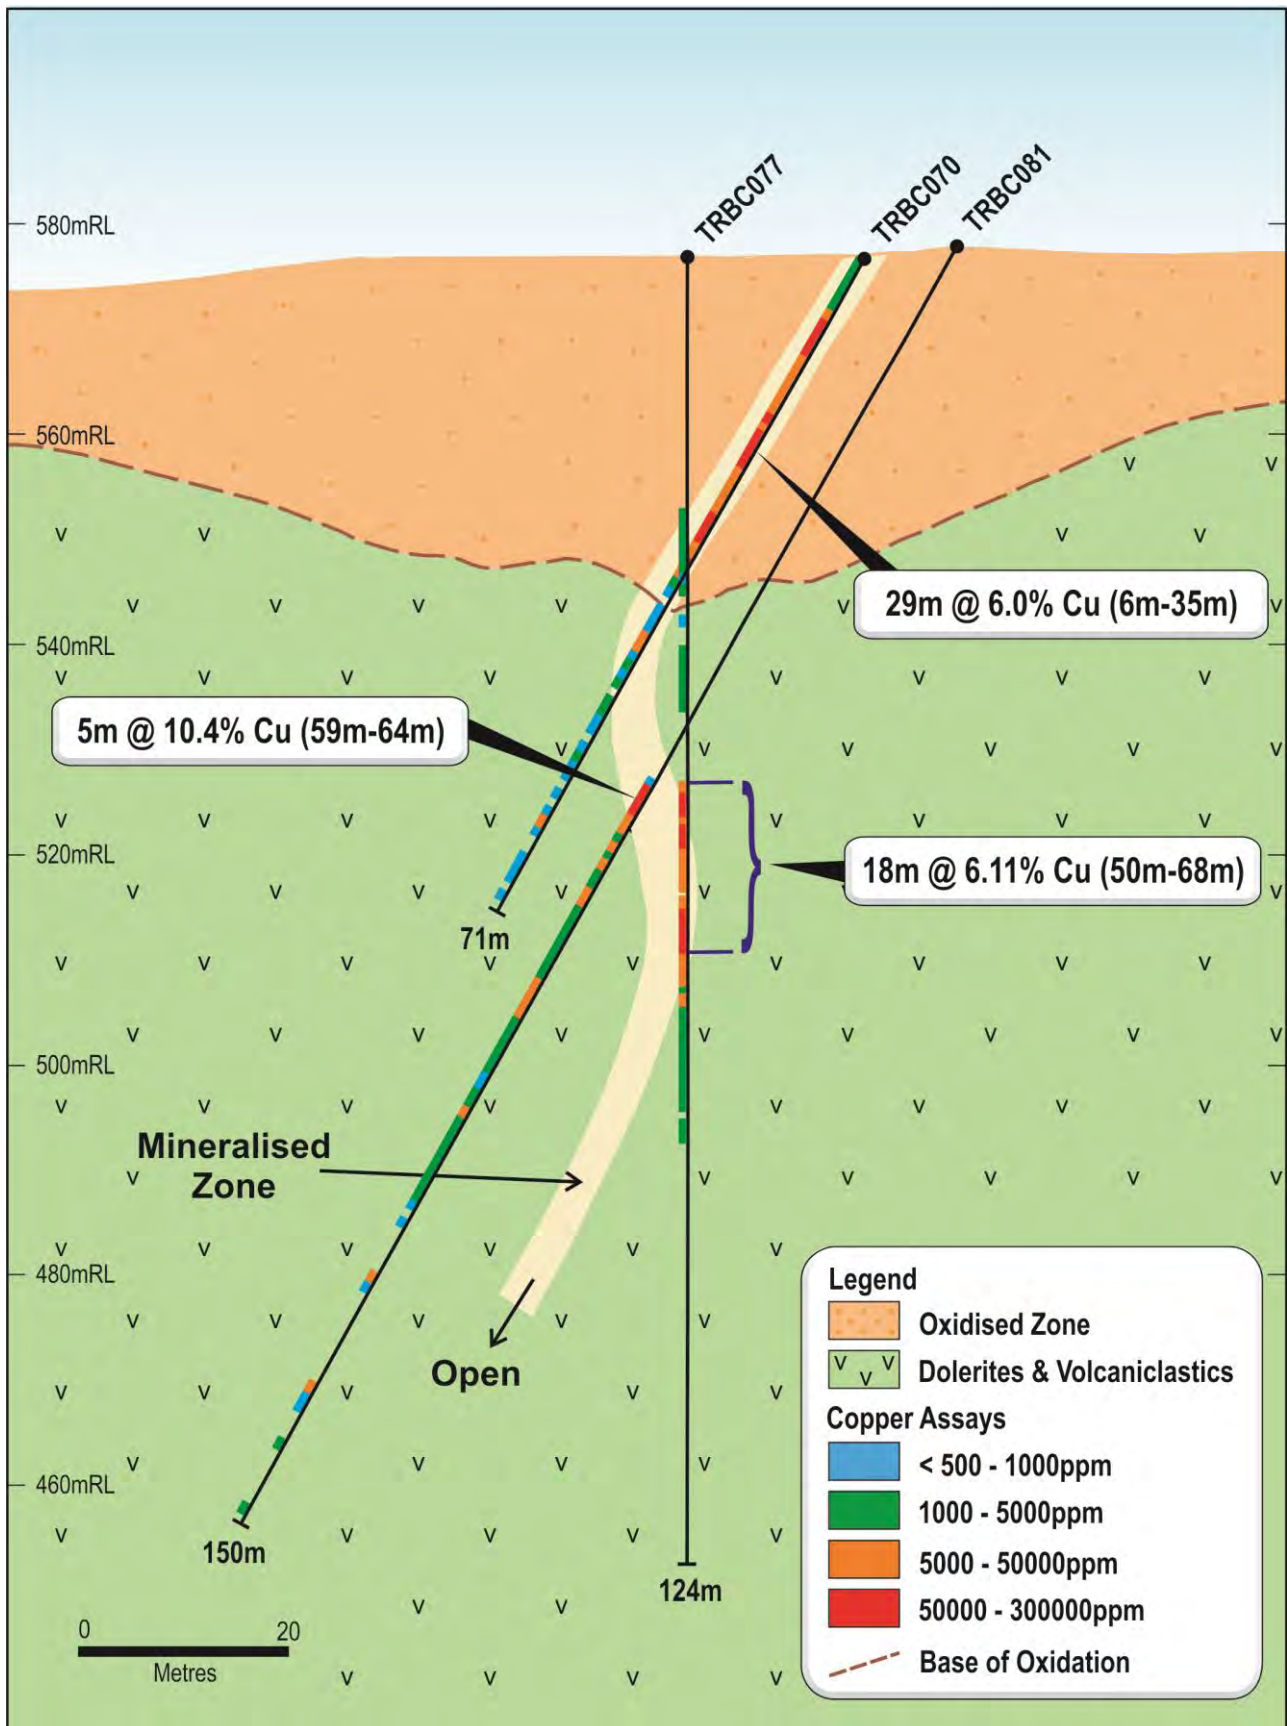 TRBC077
TRBC070
TRBC081
580mRL
560mRL
540mRL
520mRL
500mRL
480mRL
460mRL
29m @ 6.0% Cu (6m-35m)
5m @ 10.4% Cu (59m-64m)
18m @ 6.11% Cu (50m-68m)
71m
Mineralised
Zone
Open
150m
124m
0 20
Metres
Legend
Oxidised Zone
V V V
Dolerites & Volcaniclastics
Copper Assays
< 500 - 1000ppm
1000 - 5000ppm
5000 - 50000ppm
50000 - 300000ppm
Base of Oxidation